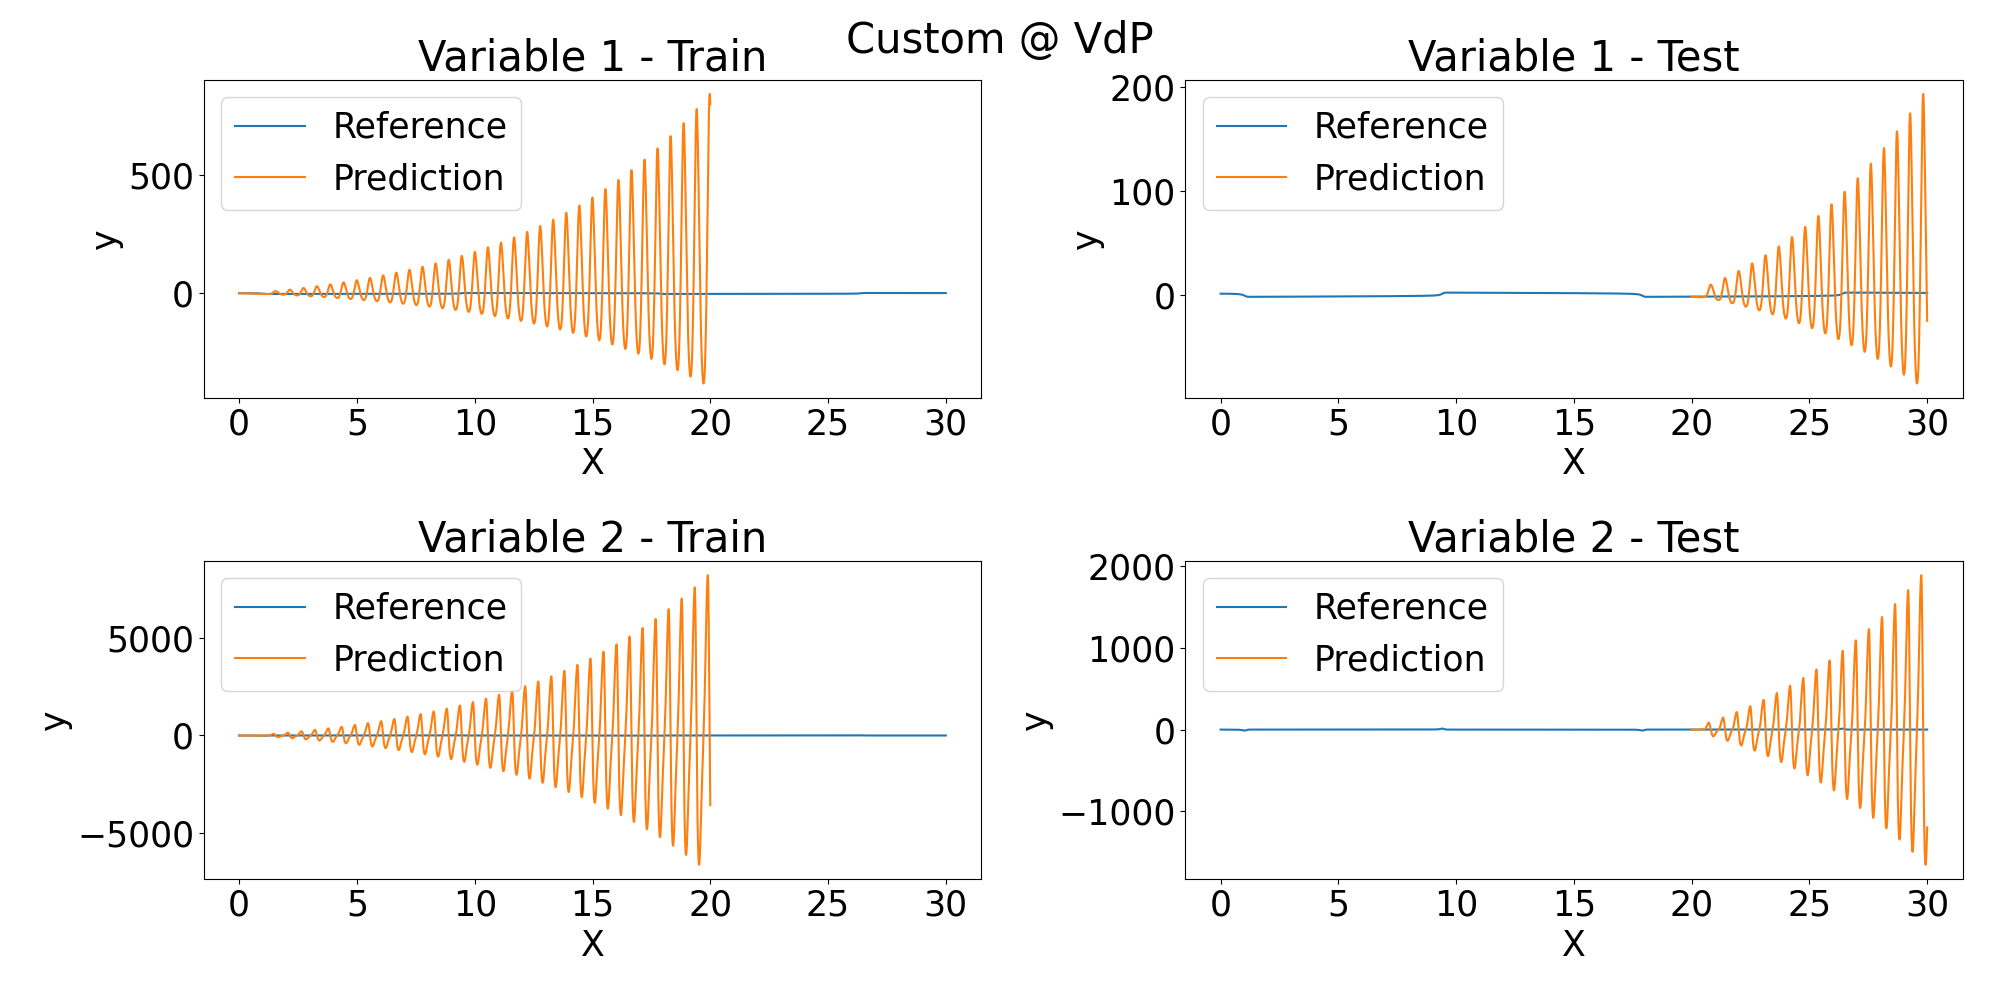 Custom @ VdP
Variable 1 - Train
Reference
Prediction
500
0
y
0 5 10 15 20 25 30
X
Variable 1 - Test
Reference
Prediction
200
100
0
y
0 5 10 15 20 25 30
X
Variable 2 - Train
Reference
Prediction
5000
0
−5000
y
0 5 10 15 20 25 30
X
Variable 2 - Test
Reference
Prediction
2000
1000
0
−1000
y
0 5 10 15 20 25 30
X